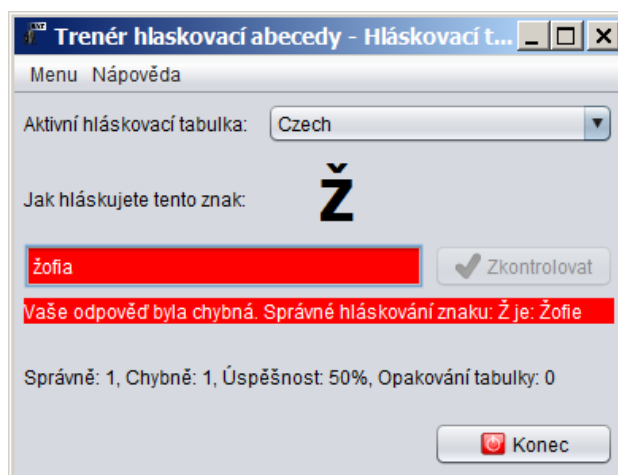 Trenér hlaskovací abecedy - Hláskovací t...
Menu Nápověda
Aktivní hláskovací tabulka: Czech
Jak hláskujete tento znak: Ž
žofia Zkontrolovat
Vaše odpověď byla chybná. Správné hláskování znaku: Ž je: Žofie
Správně: 1, Chybně: 1, Úspěšnost: 50%, Opakování tabulky: 0
Konec